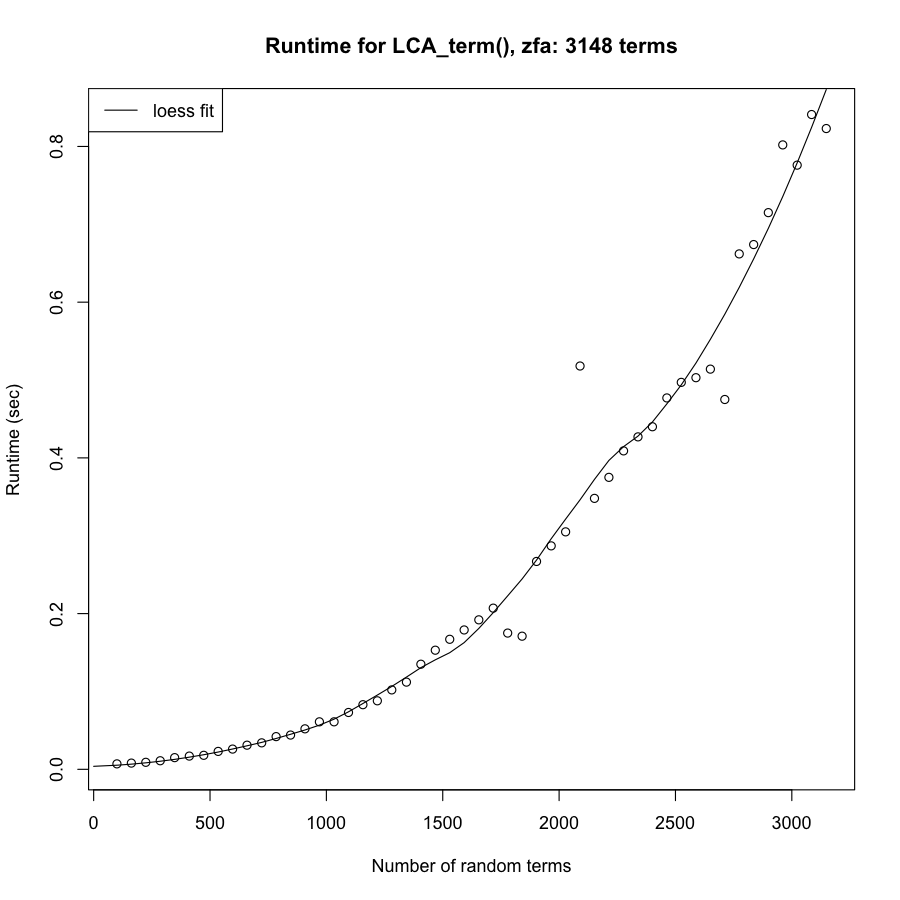 Runtime for LCA_term(), zfa: 3148 terms
loess fit
Runtime (sec)
0.8
0.6
0.4
0.2
0.0
0 500 1000 1500 2000 2500 3000
Number of random terms